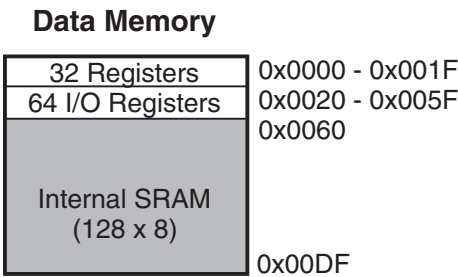 Data Memory
32 Registers 0x0000 - 0x001F
64 I/O Registers 0x0020 - 0x005F
0x0060
Internal SRAM
(128 x 8)
0x00DF